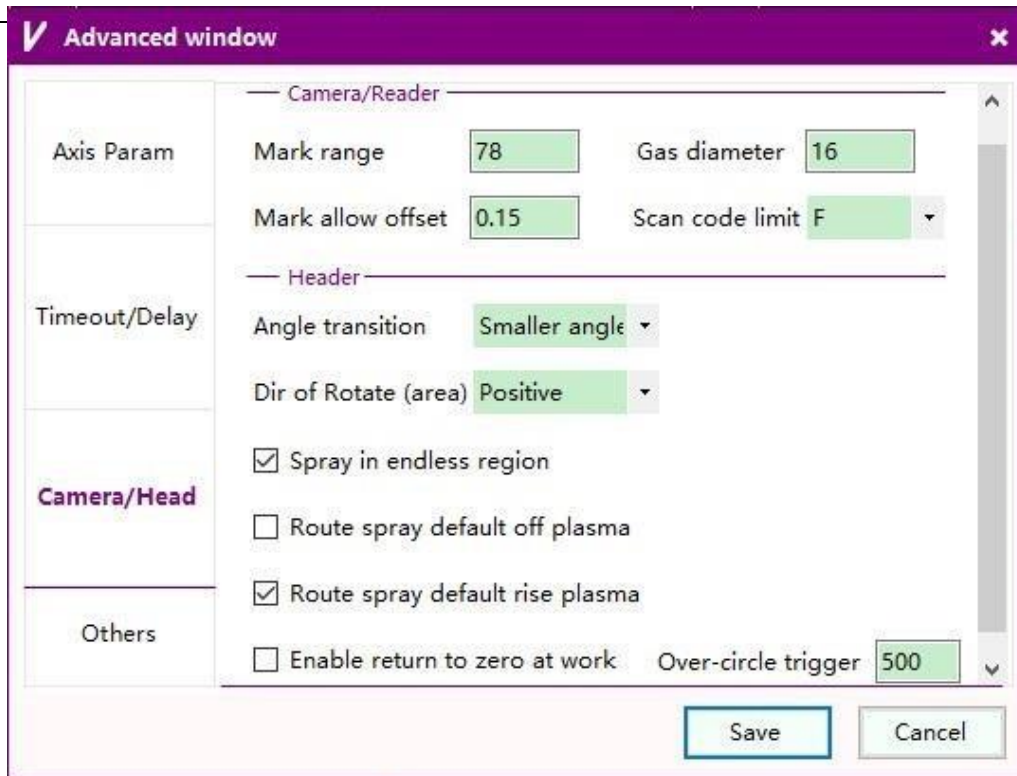 V Advanced window
Axis Param
Timeout/Delay
Camera/Head
Others
Camera/Reader
Mark range 78 Gas diameter 16
Mark allow offset 0.15 Scan code limit F
Header
Angle transition Smaller angle
Dir of Rotate (area) Positive
Spray in endless region
Route spray default off plasma
Route spray default rise plasma
Enable return to zero at work Over-circle trigger 500
Save Cancel